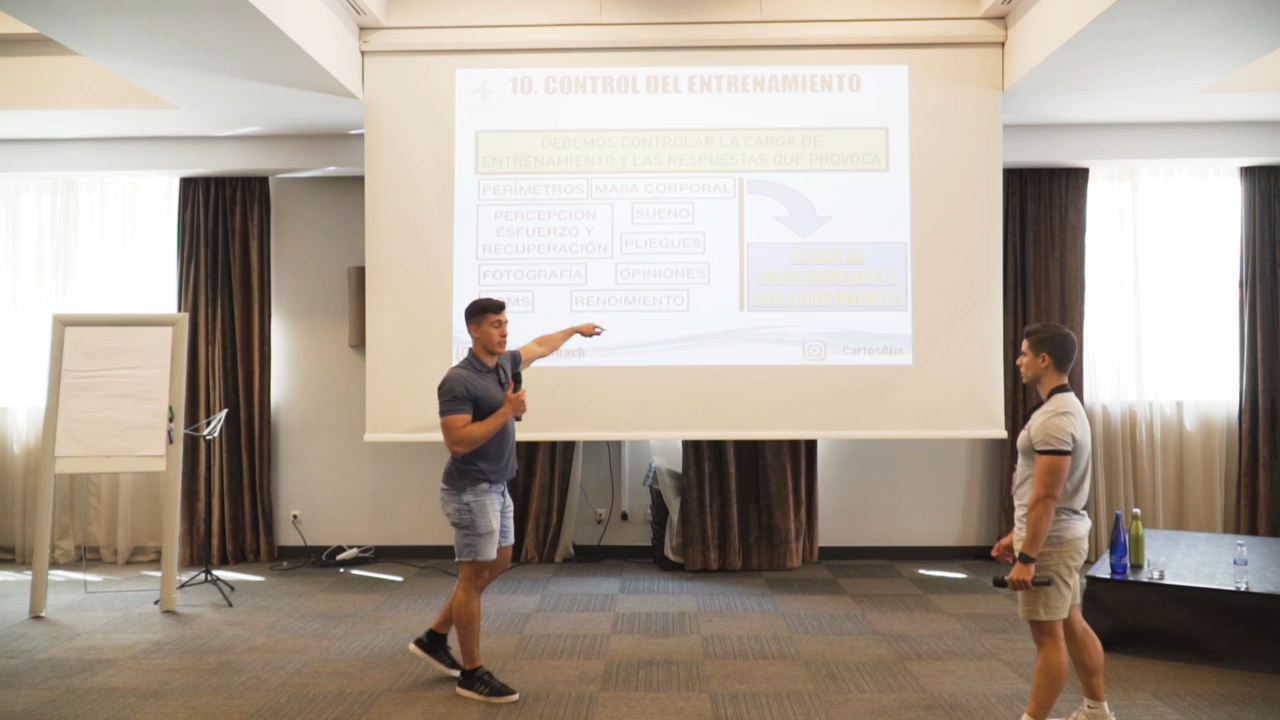 10. CONTROL DEL ENTRENAMIENTO
DEBEMOS CONTROLAR LA CARGA DE
ENTRENAMIENTO Y LAS RESPUESTAS QUE PROVOCA
PERÍMETROS
MASA CORPORAL
PERCEPCIÓN
ESFUERZO Y
RECUPERACIÓN
SUEÑO
PLIEGUES
FOTOGRAFÍA
OPINIONES
RENDIMIENTO
@CarlosAlix